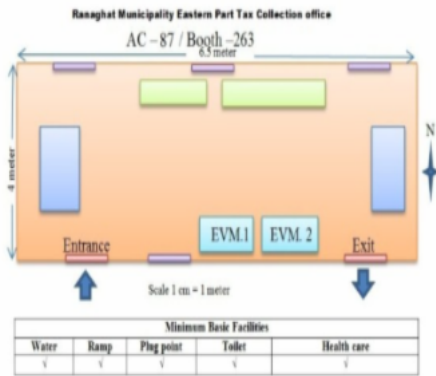 Ranaghat Municipality Eastern Part Tax Collection office
AC – 87 / Booth –263
6.5 meter
N
4 meter
EVM.1 EVM. 2
Entrance Exit
Scale 1 cm = 1 meter
Minimum Basic Facilities
Water Ramp Plug point Toilet Health care
√ √ √ √ √